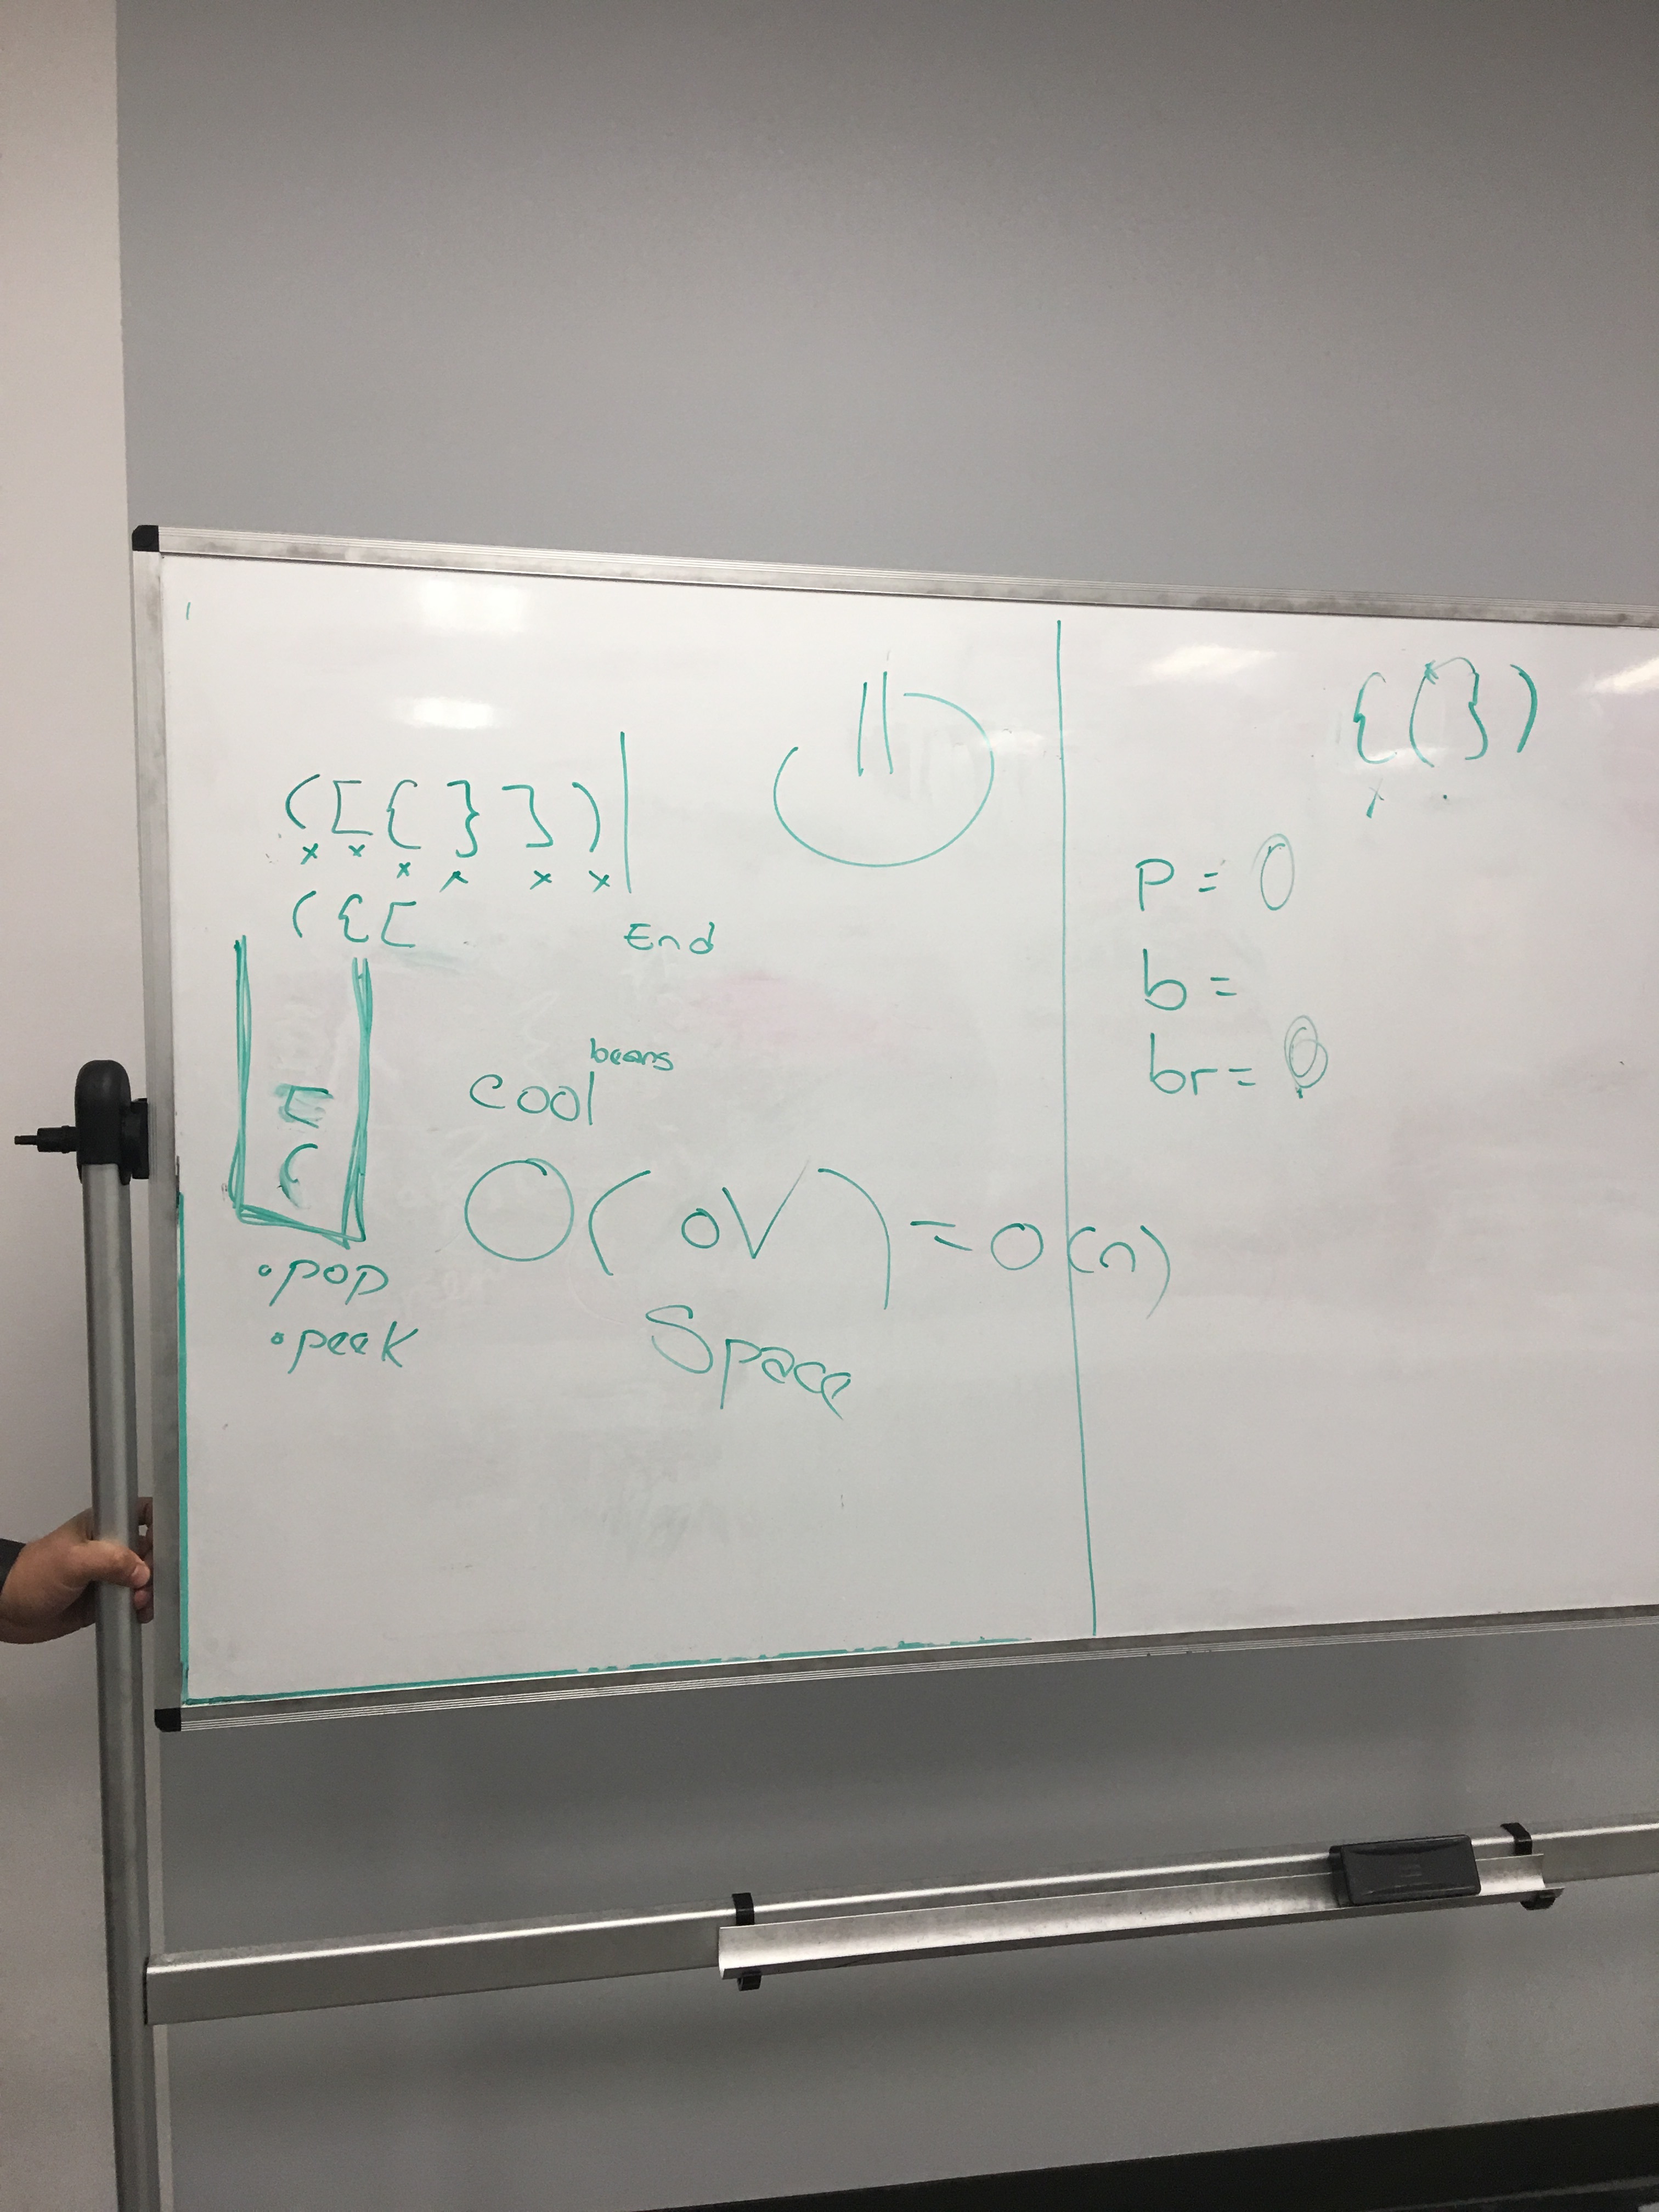 ([{}])
x x x x x x
({[
End
[
(
.pop
.peek
cool beans
O(oV) = O(n)
Space
{(})
x .
p = 0
b =
br = 0